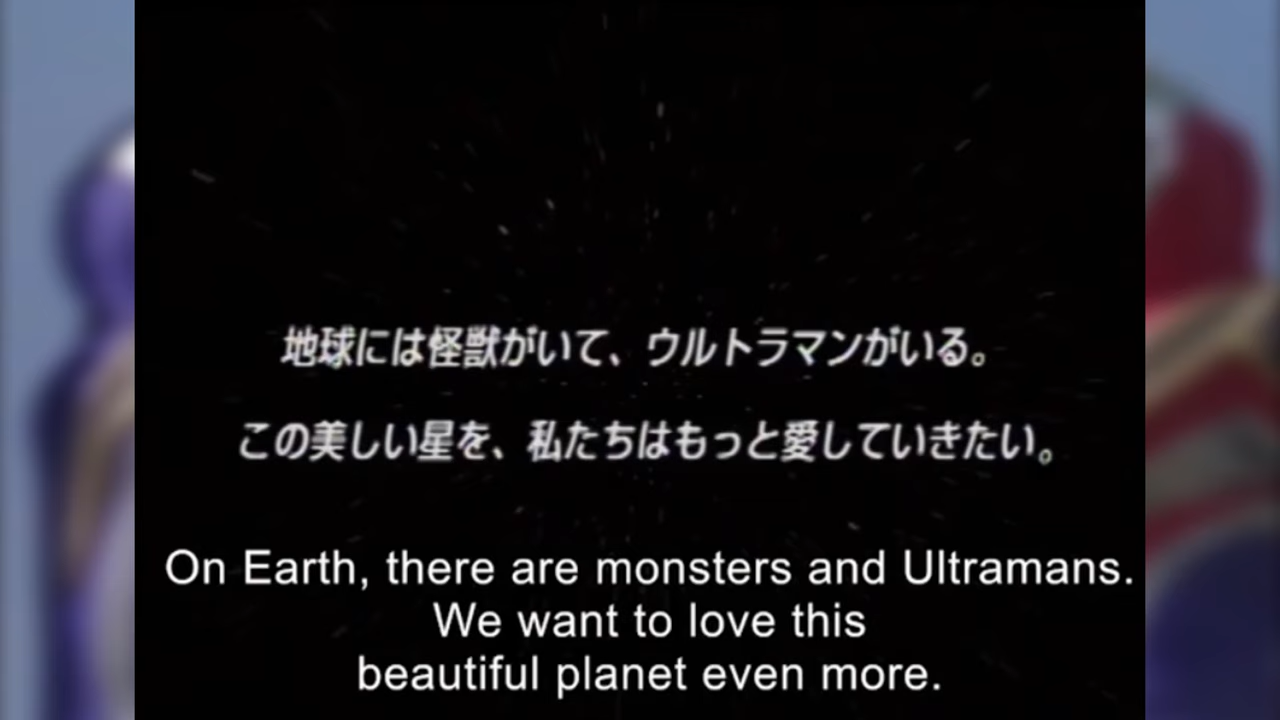 地球には怪獣がいて、ウルトラマンがいる。
この美しい星を、私たちはもっと愛していきたい。
On Earth, there are monsters and Ultramans.
We want to love this
beautiful planet even more.